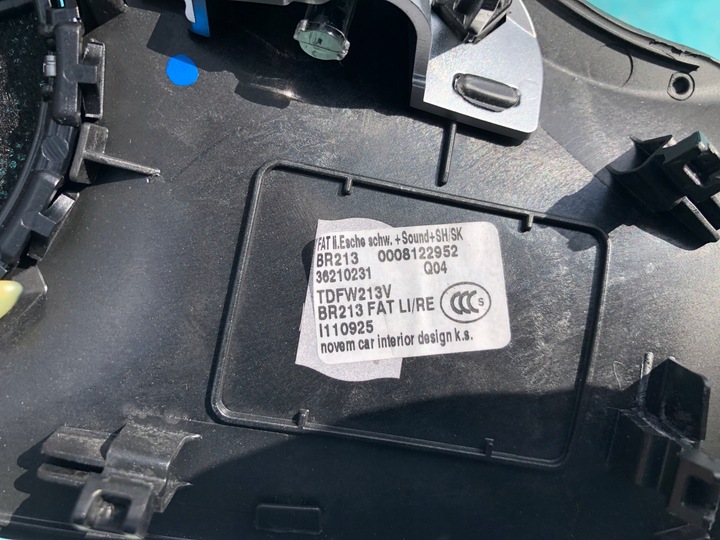 FAT li.Esche schw. +Sound+SH/SK
BR213 0008122952
36210231 Q04
TDFW213V
BR213 FAT LI/RE CCC S
I110925
novem car interior design k.s.